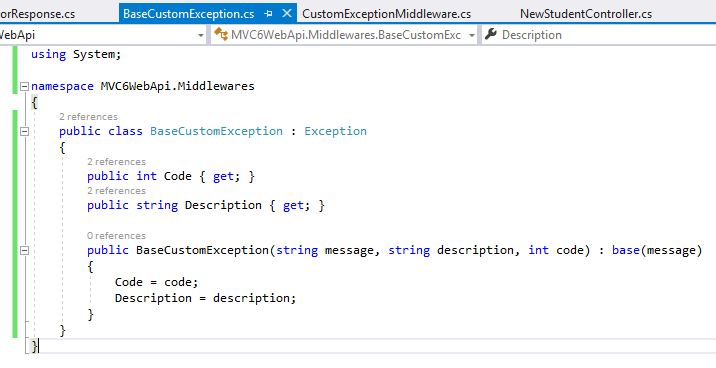 orResponse.cs BaseCustomException.cs CustomExceptionMiddleware.cs NewStudentController.cs
WebApi MVC6WebApi.Middlewares.BaseCustomExc Description
using System;
namespace MVC6WebApi.Middlewares
{
2 references
public class BaseCustomException : Exception
{
2 references
public int Code { get; }
2 references
public string Description { get; }
0 references
public BaseCustomException(string message, string description, int code) : base(message)
{
Code = code;
Description = description;
}
}
}